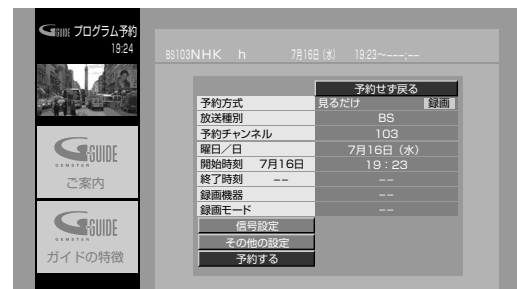 GGUIDE プログラム予約
19:24
BS103NHK h 7月16日(水) 19:23〜---:--
予約せず戻る
予約方式 見るだけ 録画
放送種別 BS
予約チャンネル 103
曜日/日 7月16日(水)
開始時刻 7月16日 19:23
終了時刻 -- --
録画機器 --
録画モード --
信号設定
その他の設定
予約する
G-GUIDE
GEMSTAR
ご案内
G-GUIDE
GEMSTAR
ガイドの特徴